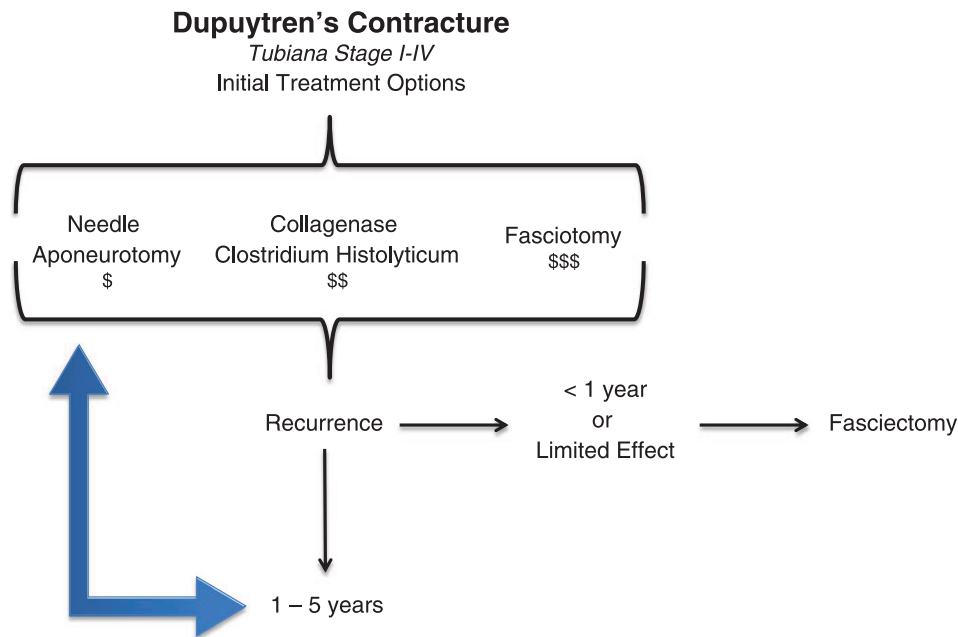 Dupuytren's Contracture
Tubiana Stage I-IV
Initial Treatment Options
Needle
Aponeurotomy
$
Collagenase
Clostridium Histolyticum
$$
Fasciotomy
$$$
Recurrence
< 1 year
or
Limited Effect
Fasciectomy
1 – 5 years